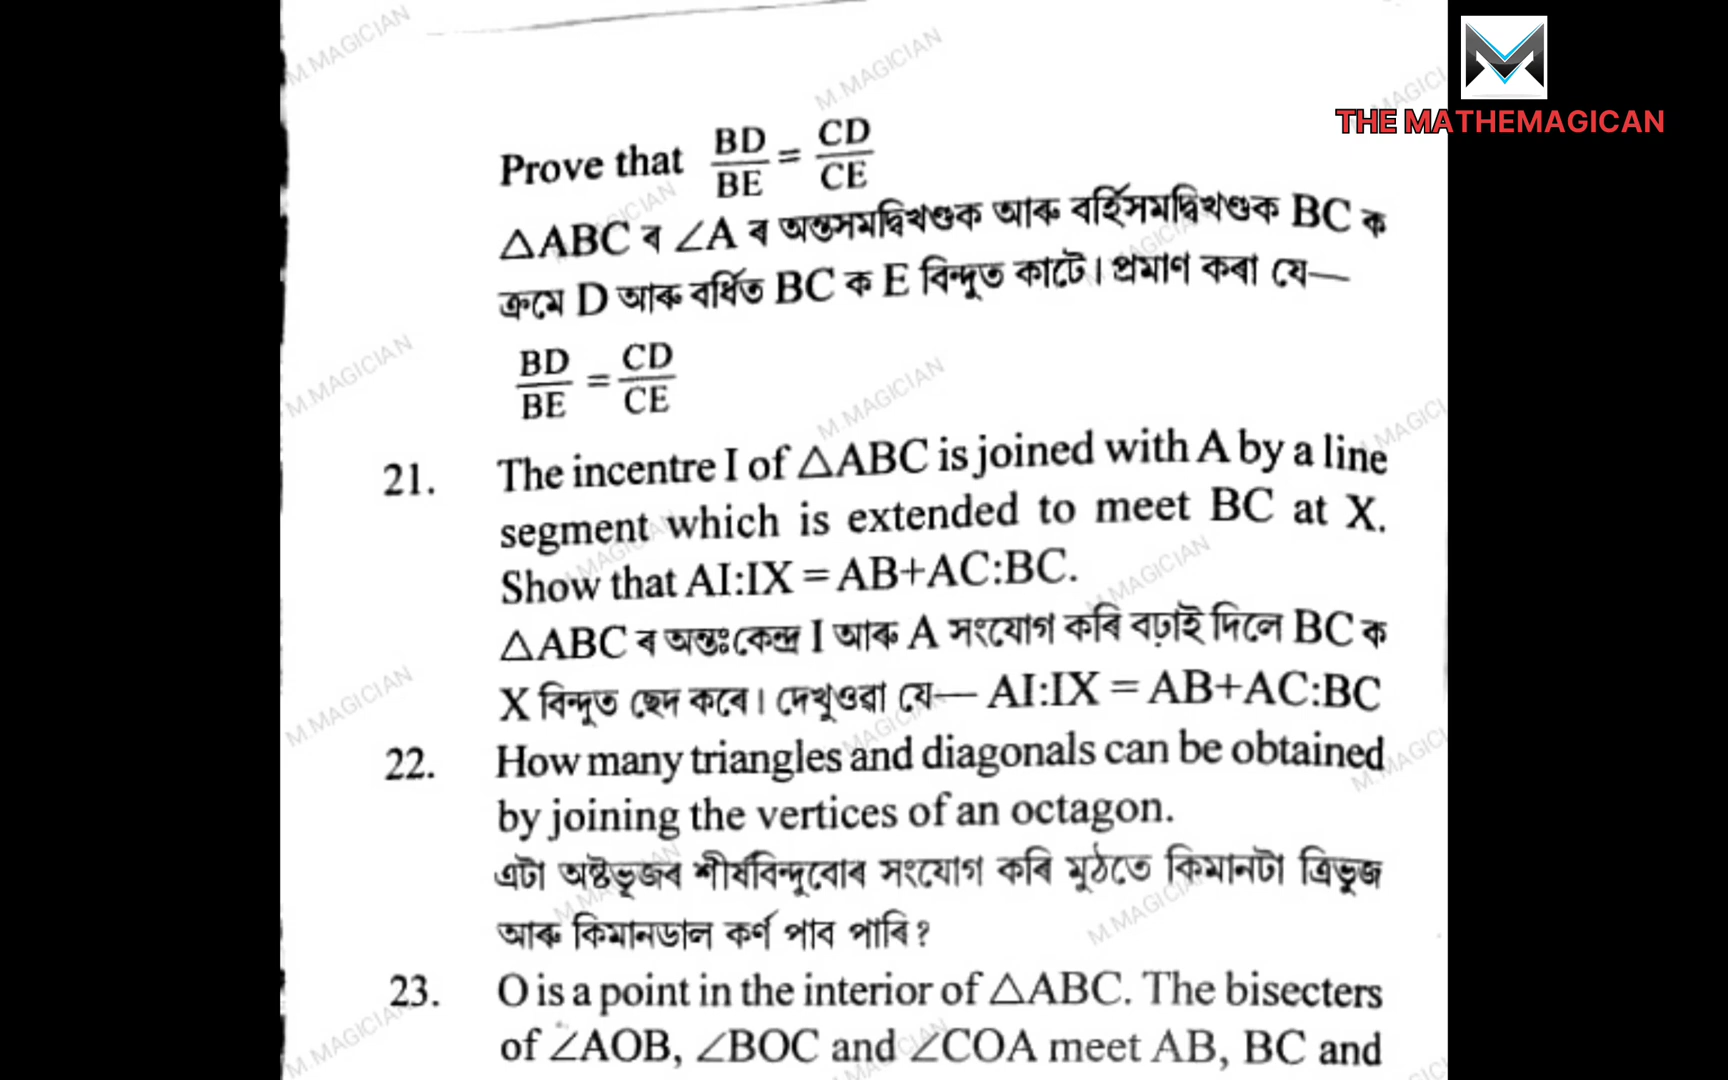 THE MATHEMAGICAN
Prove that BD/BE = CD/CE
△ABC ৰ ∠A ৰ অন্তসমদ্বিখণ্ডক আৰু বৰ্হিসমদ্বিখণ্ডক BC ক
ক্ৰমে D আৰু বৰ্ধিত BC ক E বিন্দুত কাটে। প্ৰমাণ কৰা যে—
BD/BE = CD/CE
21. The incentre I of △ABC is joined with A by a line
segment which is extended to meet BC at X.
Show that AI:IX = AB+AC:BC.
△ABC ৰ অন্তঃকেন্দ্ৰ I আৰু A সংযোগ কৰি বঢ়াই দিলে BC ক
X বিন্দুত ছেদ কৰে। দেখুওৱা যে— AI:IX = AB+AC:BC
22. How many triangles and diagonals can be obtained
by joining the vertices of an octagon.
এটা অষ্টভূজৰ শীৰ্ষবিন্দুবোৰ সংযোগ কৰি মুঠতে কিমানটা ত্ৰিভুজ
আৰু কিমানডাল কৰ্ণ পাব পাৰি?
23. O is a point in the interior of △ABC. The bisecters
of ∠AOB, ∠BOC and ∠COA meet AB, BC and
M.MAGICIAN